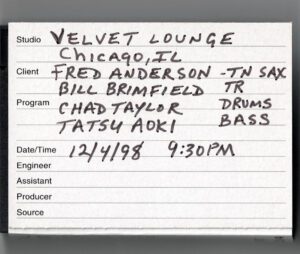 Studio VELVET LOUNGE
CHICAGO, IL
Client FRED ANDERSON - TN SAX
BILL BRIMFIELD TR
Program CHAD TAYLOR DRUMS
TATSU AOKI BASS
Date/Time 12/4/98 9:30PM
Engineer
Assistant
Producer
Source